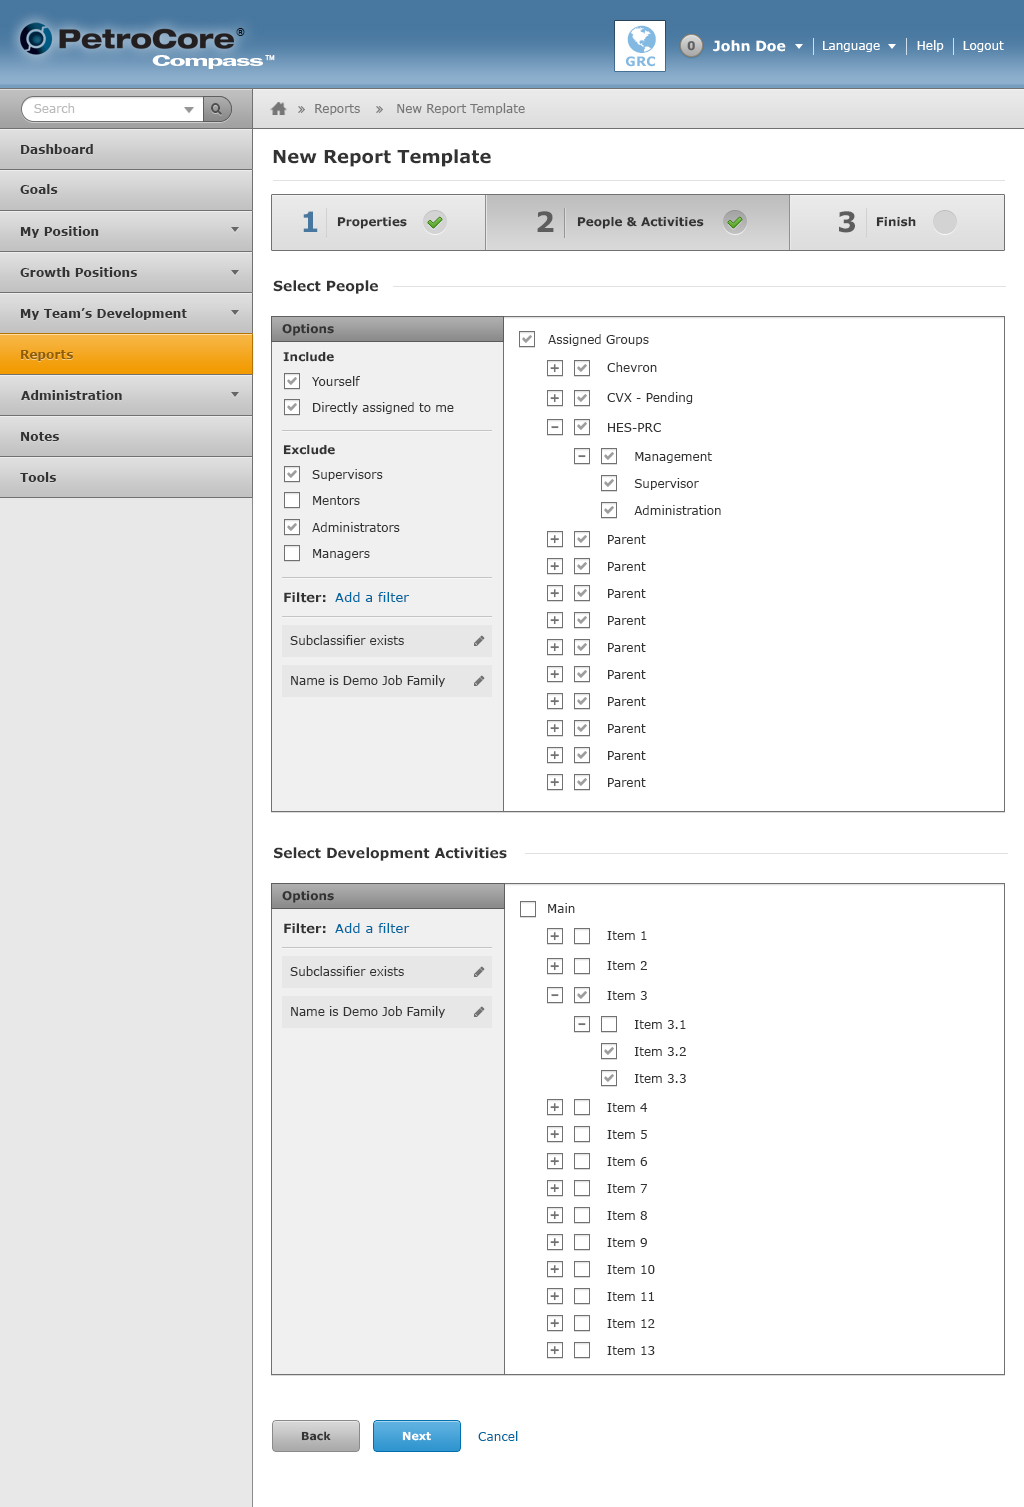 PetroCore®
Compass™
GRC
0 John Doe Language Help Logout
Search
Reports » New Report Template
Dashboard
Goals
My Position
Growth Positions
My Team's Development
Reports
Administration
Notes
Tools
New Report Template
1 Properties
2 People & Activities
3 Finish
Select People
Options
Include
Yourself
Directly assigned to me
Exclude
Supervisors
Mentors
Administrators
Managers
Filter: Add a filter
Subclassifier exists
Name is Demo Job Family
Assigned Groups
Chevron
CVX - Pending
HES-PRC
Management
Supervisor
Administration
Parent
Parent
Parent
Parent
Parent
Parent
Parent
Parent
Parent
Parent
Select Development Activities
Options
Filter: Add a filter
Subclassifier exists
Name is Demo Job Family
Main
Item 1
Item 2
Item 3
Item 3.1
Item 3.2
Item 3.3
Item 4
Item 5
Item 6
Item 7
Item 8
Item 9
Item 10
Item 11
Item 12
Item 13
Back
Next
Cancel